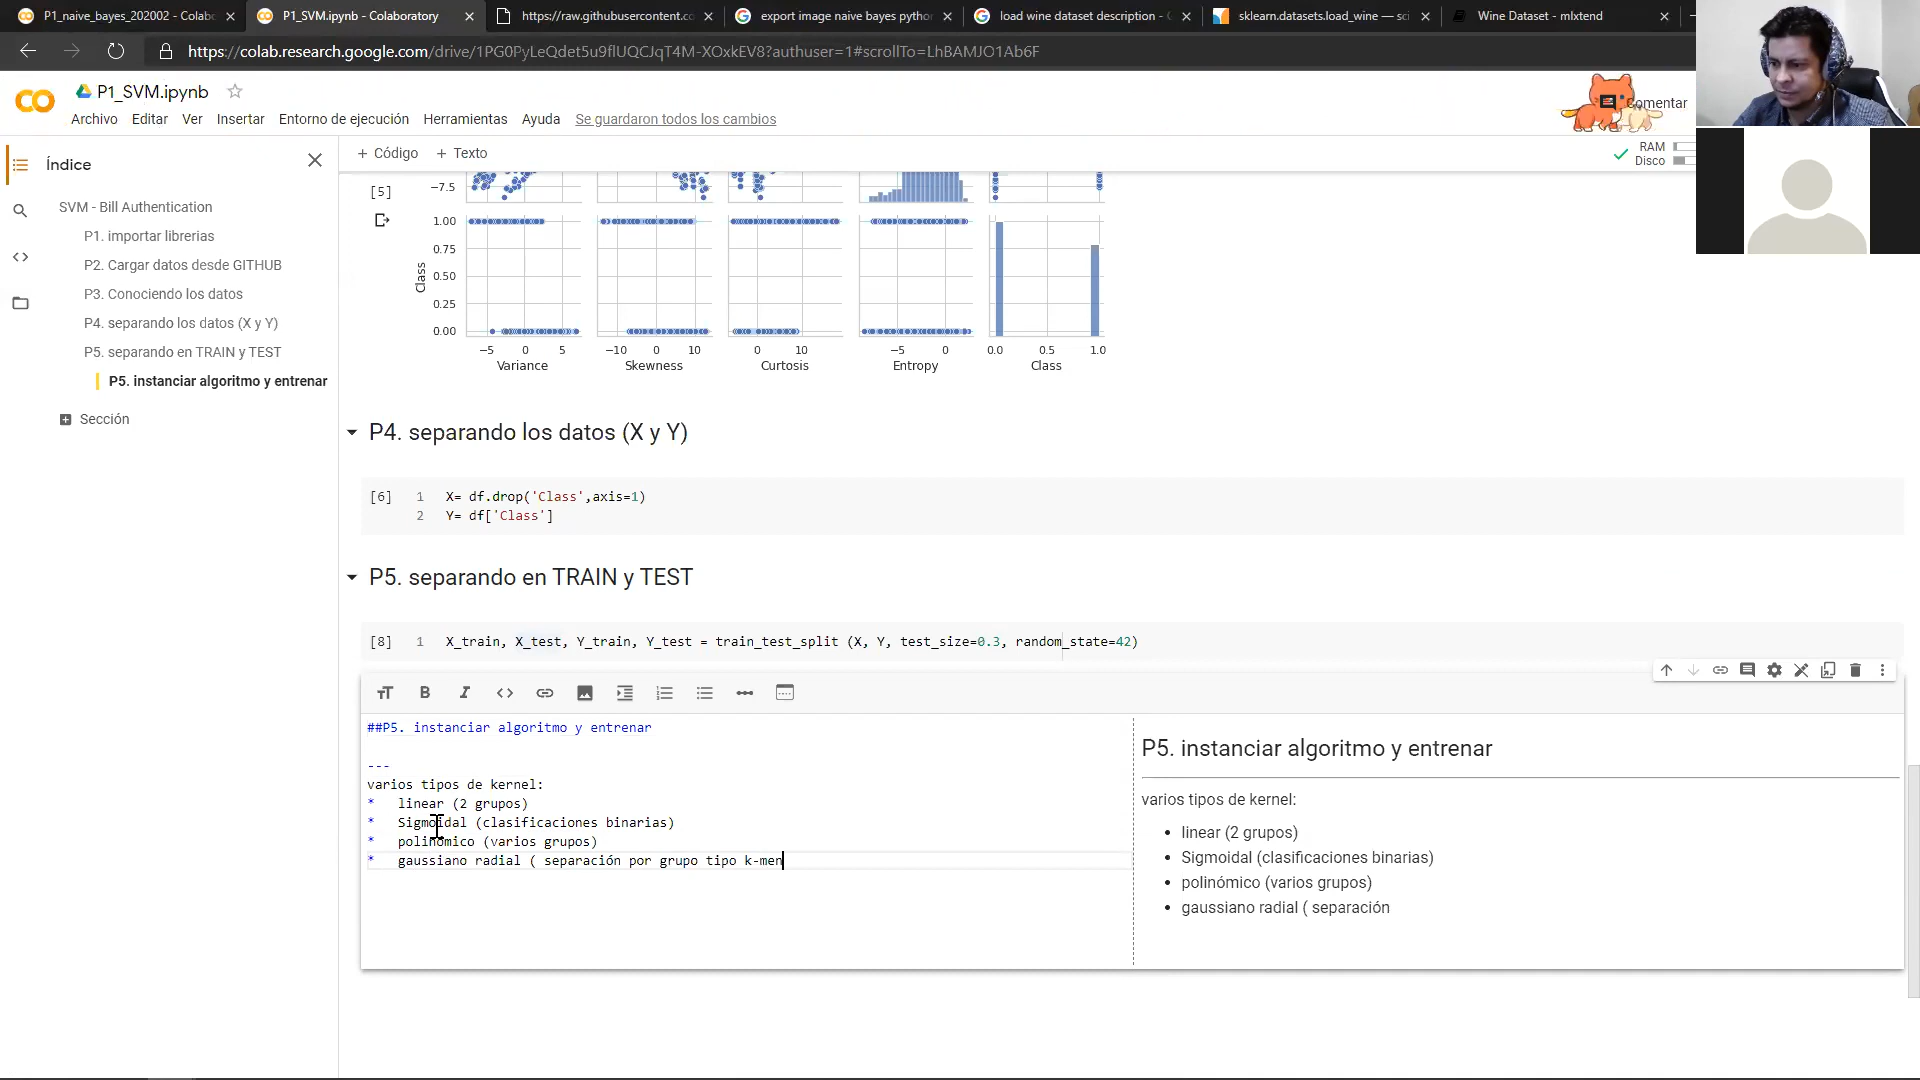 P1_naive_bayes_202002 - Colabo
P1_SVM.ipynb - Colaboratory
https://raw.githubusercontent.co
export image naive bayes python
load wine dataset description -
sklearn.datasets.load_wine — sci
Wine Dataset - mlxtend
https://colab.research.google.com/drive/1PG0PyLeQdet5u9flUQCJqT4M-XOxkEV8?authuser=1#scrollTo=LhBAMJO1Ab6F
CO
P1_SVM.ipynb
Comentar
Archivo Editar Ver Insertar Entorno de ejecución Herramientas Ayuda Se guardaron todos los cambios
Índice
+ Código + Texto
RAM
Disco
SVM - Bill Authentication
P1. importar librerias
P2. Cargar datos desde GITHUB
P3. Conociendo los datos
P4. separando los datos (X y Y)
P5. separando en TRAIN y TEST
P5. instanciar algoritmo y entrenar
Sección
[5]
−7.5
1.00
0.75
0.50
0.25
0.00
Class
−5 0 5 −10 0 10 0 10 −5 0 0.0 0.5 1.0
Variance Skewness Curtosis Entropy Class
P4. separando los datos (X y Y)
[6] 1 X= df.drop('Class',axis=1)
2 Y= df['Class']
P5. separando en TRAIN y TEST
[8] 1 X_train, X_test, Y_train, Y_test = train_test_split (X, Y, test_size=0.3, random_state=42)
##P5. instanciar algoritmo y entrenar
---
varios tipos de kernel:
* linear (2 grupos)
* Sigmoidal (clasificaciones binarias)
* polinómico (varios grupos)
* gaussiano radial ( separación por grupo tipo k-men
P5. instanciar algoritmo y entrenar
varios tipos de kernel:
• linear (2 grupos)
• Sigmoidal (clasificaciones binarias)
• polinómico (varios grupos)
• gaussiano radial ( separación